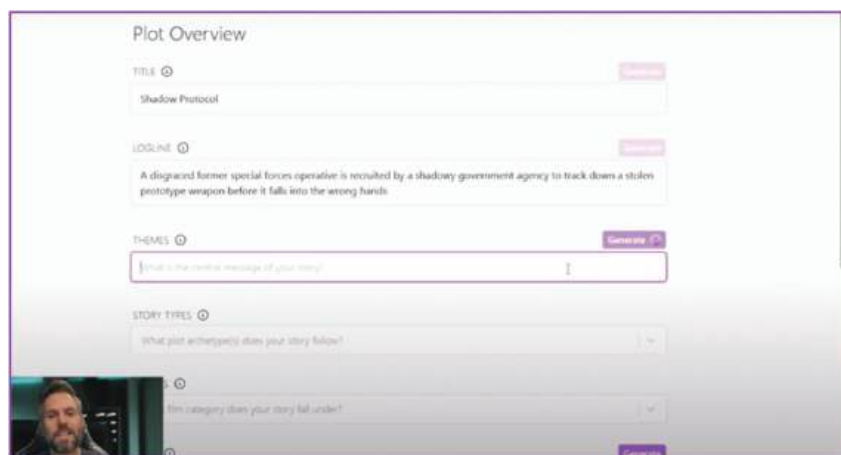 Plot Overview
TITLE
Generate
Shadow Protocol
LOGLINE
Generate
A disgraced former special forces operative is recruited by a shadowy government agency to track down a stolen
prototype weapon before it falls into the wrong hands
THEMES
Generate
What is the central message of your story?
STORY TYPES
What plot archetype(s) does your story follow?
film category does your story fall under?
Generate